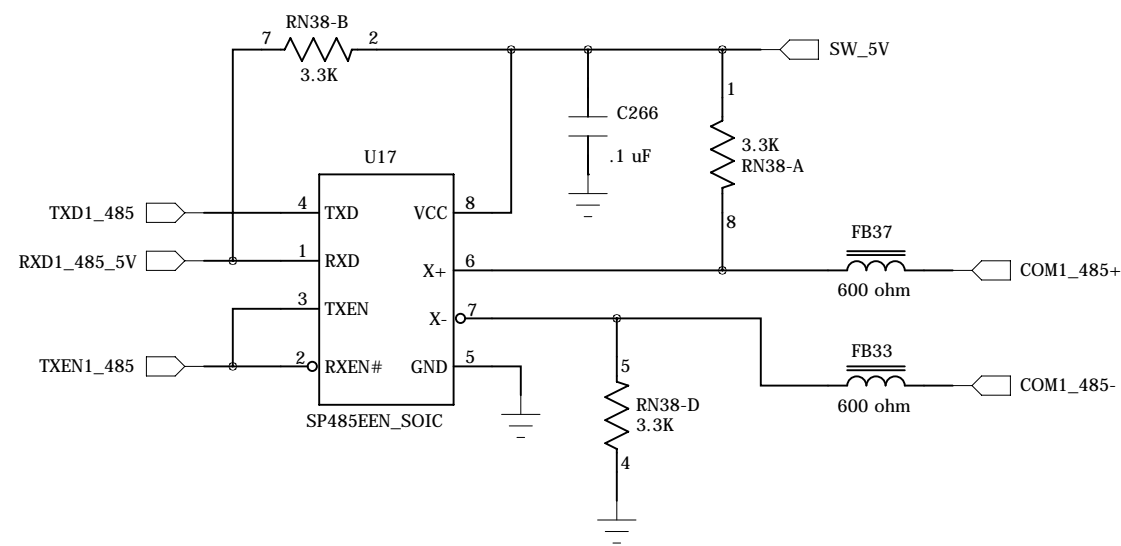 RN38-B
7 2
3.3K
SW_5V
1
C266
.1 uF
3.3K
RN38-A
8
U17
TXD1_485
4 TXD
VCC 8
RXD1_485_5V
1 RXD
X+ 6
FB37
600 ohm
COM1_485+
3 TXEN
X- 7
TXEN1_485
2 RXEN#
GND 5
5
RN38-D
3.3K
4
FB33
600 ohm
COM1_485-
SP485EEN_SOIC